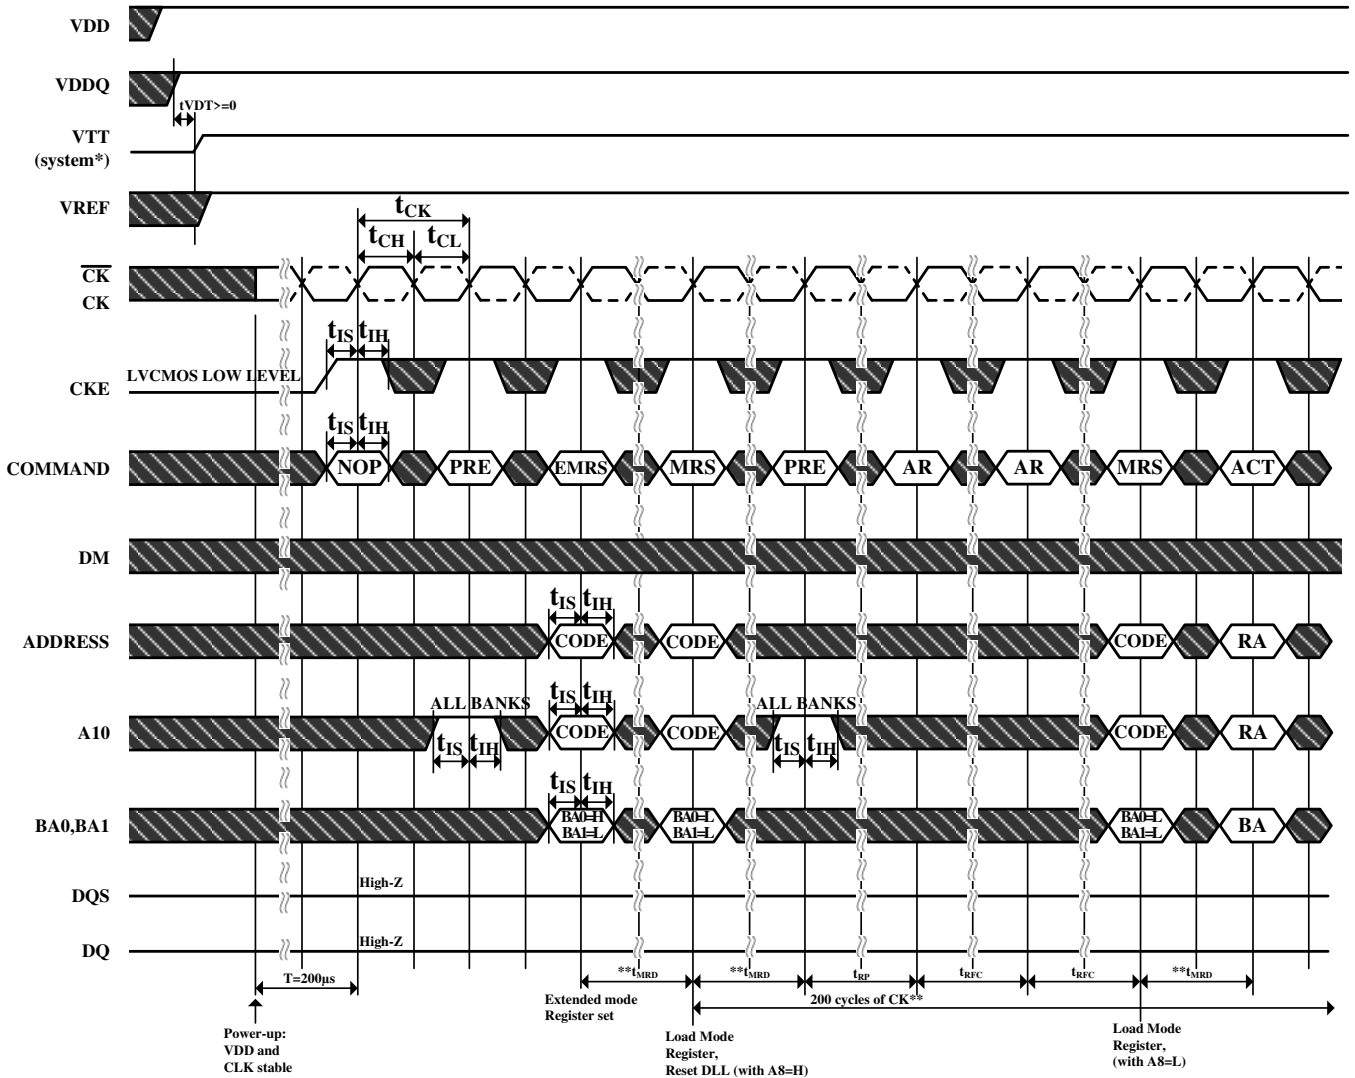 VDD
VDDQ
tVDT>=0
VTT
(system*)
VREF
tCK
tCH
tCL
CK
CK
tIS
tIH
LVCMOS LOW LEVEL
CKE
tIS
tIH
COMMAND
NOP
PRE
EMRS
MRS
PRE
AR
AR
MRS
ACT
DM
tIS
tIH
ADDRESS
CODE
CODE
CODE
RA
ALL BANKS
tIS
tIH
ALL BANKS
A10
CODE
CODE
CODE
RA
tIS
tIH
tIS
tIH
tIS
tIH
BA0,BA1
BA0=H
BA1=L
BA0=L
BA1=L
BA0=L
BA1=L
BA
High-Z
DQS
High-Z
DQ
T=200µs
**tMRD
**tMRD
tRP
tRFC
tRFC
**tMRD
200 cycles of CK**
Extended mode
Register set
Power-up:
VDD and
CLK stable
Load Mode
Register,
Reset DLL (with A8=H)
Load Mode
Register,
(with A8=L)